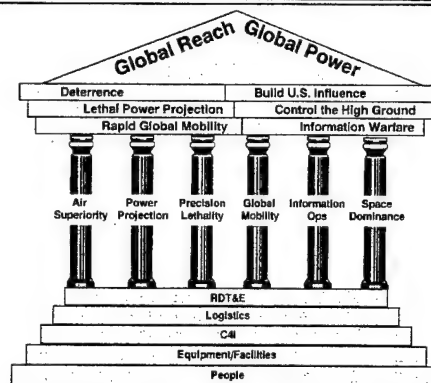 Global Reach Global Power
Deterrence Build U.S. Influence
Lethal Power Projection Control the High Ground
Rapid Global Mobility Information Warfare
Air Superiority
Power Projection
Precision Lethality
Global Mobility
Information Ops
Space Dominance
RDT&E
Logistics
C4I
Equipment/Facilities
People